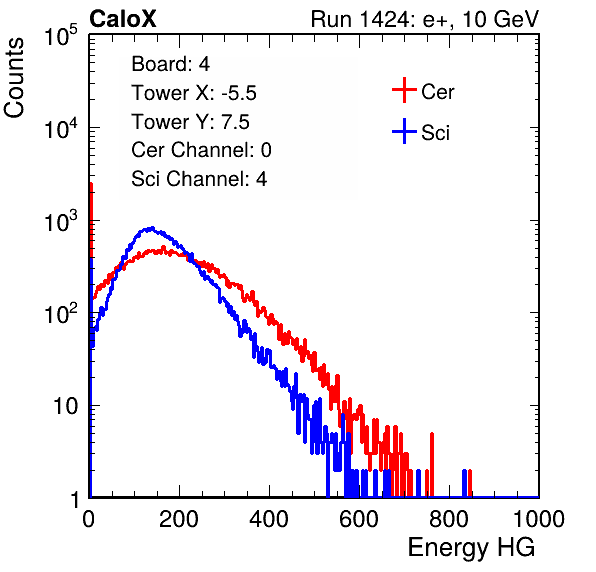 CaloX Run 1424: e+, 10 GeV
Counts
Board: 4
Tower X: -5.5
Tower Y: 7.5
Cer Channel: 0
Sci Channel: 4
Cer
Sci
10^5
10^4
10^3
10^2
10
1
0 200 400 600 800 1000
Energy HG